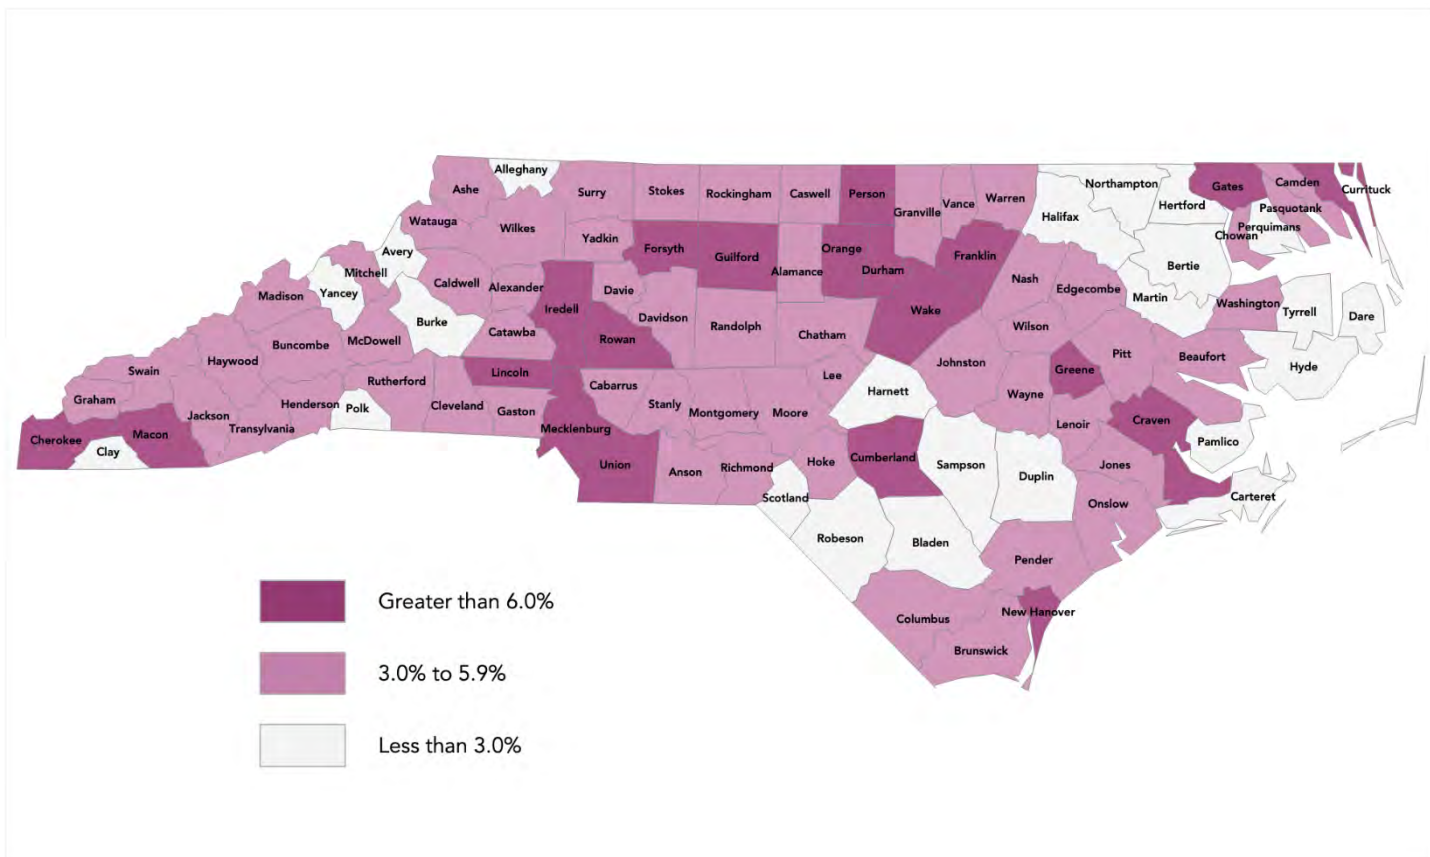 Alleghany
Ashe
Surry
Stokes
Rockingham
Caswell
Person
Granville
Vance
Warren
Northampton
Halifax
Hertford
Gates
Camden
Currituck
Pasquotank
Perquimans
Chowan
Watauga
Wilkes
Yadkin
Forsyth
Guilford
Alamance
Orange
Durham
Franklin
Nash
Edgecombe
Bertie
Martin
Washington
Tyrrell
Dare
Avery
Mitchell
Yancey
Madison
Caldwell
Alexander
Iredell
Davie
Davidson
Randolph
Chatham
Wake
Wilson
Pitt
Beaufort
Hyde
Burke
Catawba
Rowan
McDowell
Buncombe
Haywood
Swain
Graham
Rutherford
Lincoln
Cabarrus
Stanly
Montgomery
Moore
Lee
Harnett
Johnston
Wayne
Greene
Lenoir
Craven
Pamlico
Cherokee
Macon
Clay
Jackson
Transylvania
Henderson
Polk
Cleveland
Gaston
Mecklenburg
Union
Anson
Richmond
Hoke
Cumberland
Sampson
Duplin
Jones
Onslow
Carteret
Scotland
Robeson
Bladen
Pender
Columbus
New Hanover
Brunswick
Greater than 6.0%
3.0% to 5.9%
Less than 3.0%